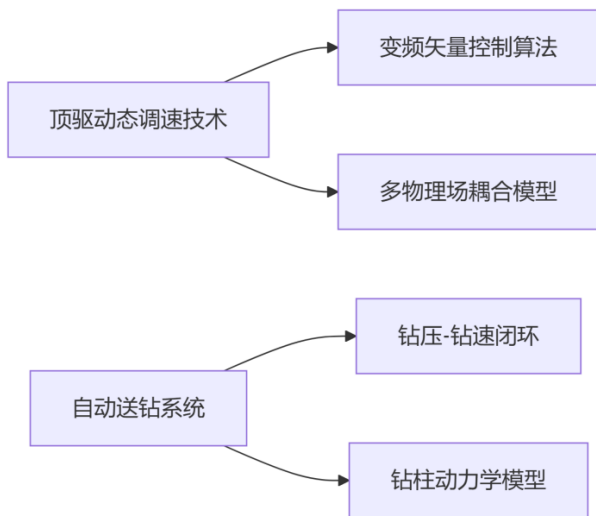 变频矢量控制算法
顶驱动态调速技术
多物理场耦合模型
钻压-钻速闭环
自动送钻系统
钻柱动力学模型